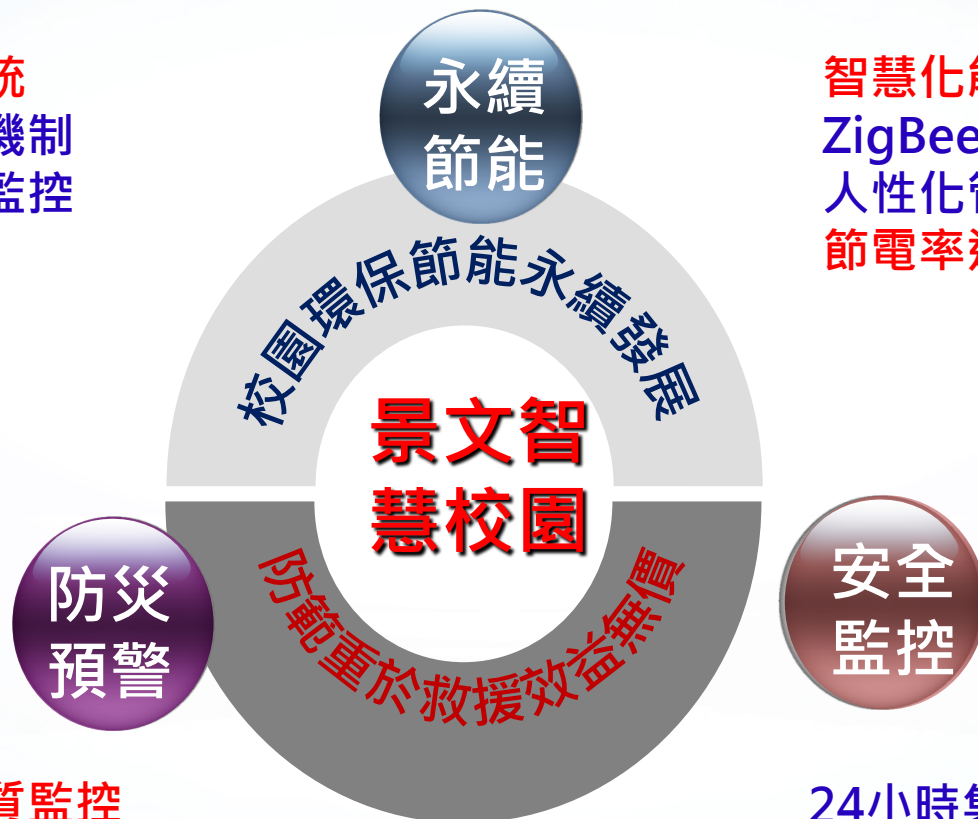 永續
節能
統
機制
監控
智慧化能
ZigBee
人性化管
節電率
校園環保節能永續發展
景文智
慧校園
防範重於救援效益無價
防災
預警
安全
監控
質監控
24小時集